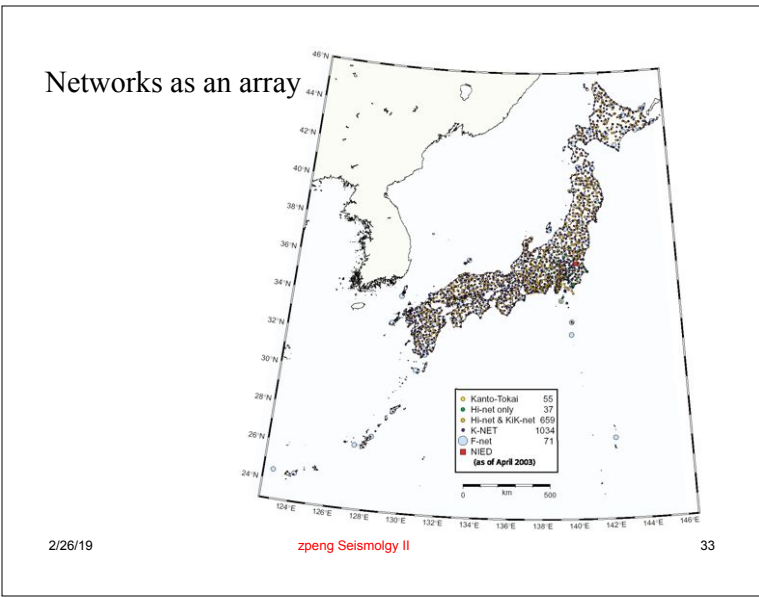 Networks as an array
46°N
44°N
42°N
40°N
38°N
36°N
34°N
32°N
30°N
28°N
26°N
24°N
124°E 126°E 128°E 130°E 132°E 134°E 136°E 138°E 140°E 142°E 144°E 146°E
Kanto-Tokai 55
Hi-net only 37
Hi-net & KiK-net 659
K-NET 1034
F-net 71
NIED
(as of April 2003)
0 km 500
2/26/19 zpeng Seismolgy II 33